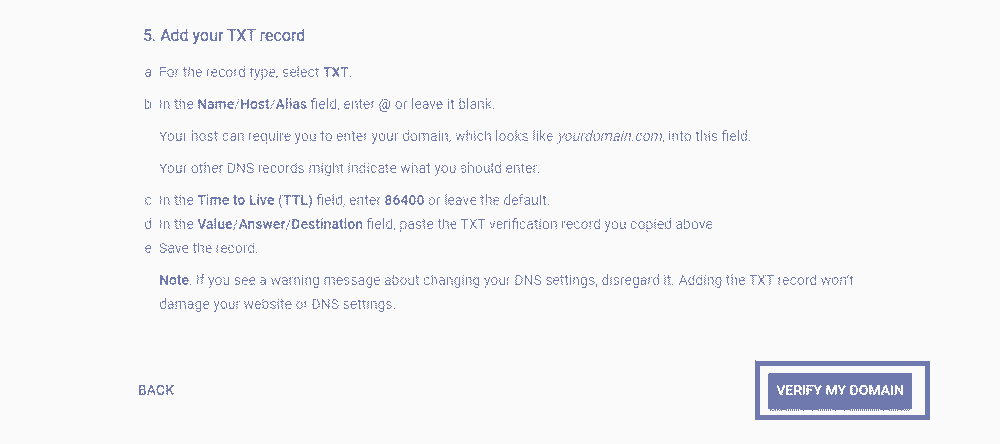 5. Add your TXT record
a For the record type, select TXT.
b In the Name/Host/Alias field, enter @ or leave it blank.
Your host can require you to enter your domain, which looks like yourdomain.com, into this field.
Your other DNS records might indicate what you should enter.
c In the Time to Live (TTL) field, enter 86400 or leave the default.
d In the Value/Answer/Destination field, paste the TXT verification record you copied above
e Save the record.
Note. If you see a warning message about changing your DNS settings, disregard it. Adding the TXT record won't
damage your website or DNS settings.
BACK
VERIFY MY DOMAIN